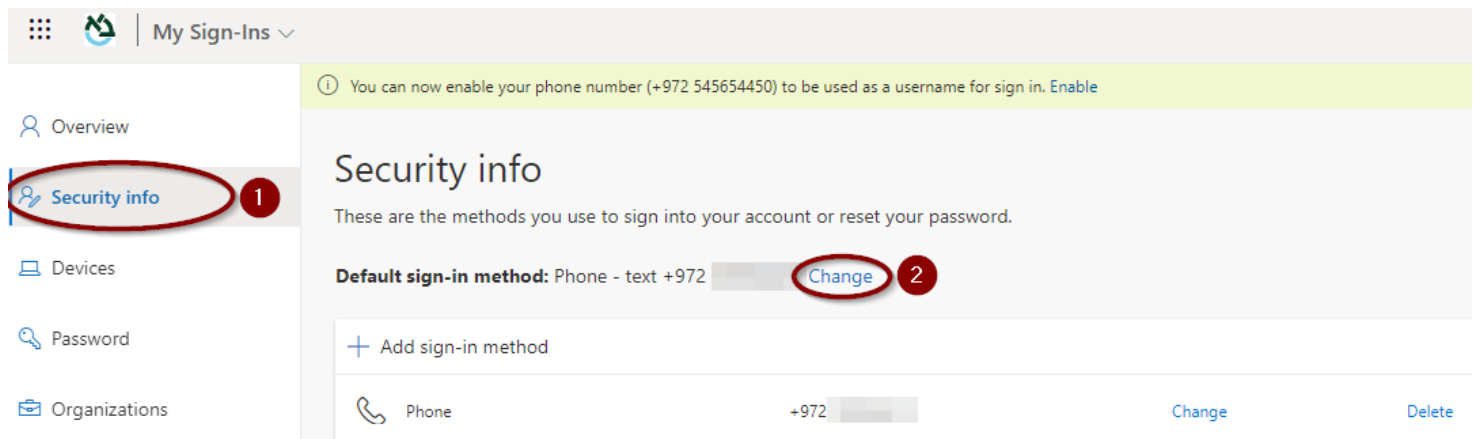 My Sign-Ins
You can now enable your phone number (+972 545654450) to be used as a username for sign in. Enable
Overview
Security info
1
Devices
Password
Organizations
Security info
These are the methods you use to sign into your account or reset your password.
Default sign-in method: Phone - text +972 Change 2
+ Add sign-in method
Phone +972 Change Delete